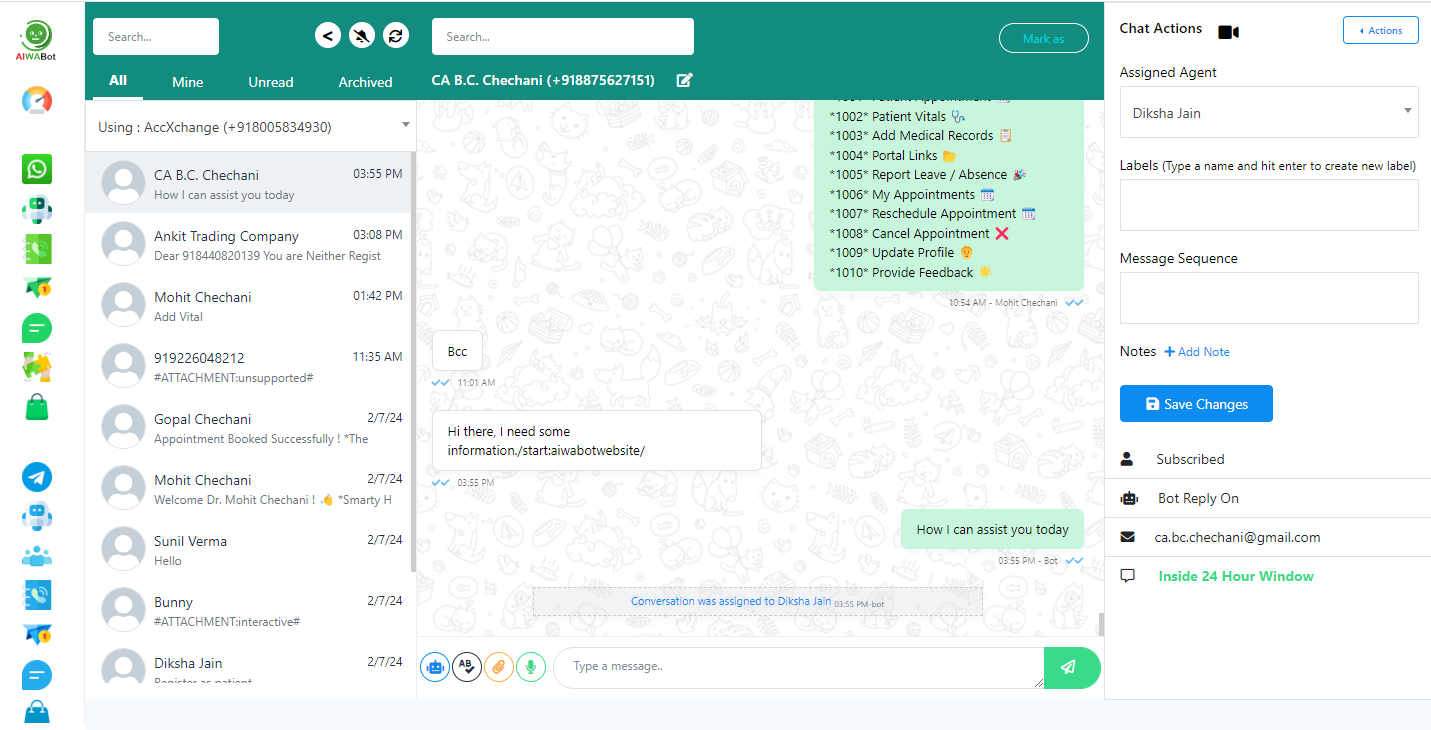 AIWABot
Search...
All
Mine
Unread
Archived
Using : AccXchange (+918005834930)
CA B.C. Chechani
03:55 PM
How I can assist you today
Ankit Trading Company
03:08 PM
Dear 918440820139 You are Neither Regist
Mohit Chechani
01:42 PM
Add Vital
919226048212
11:35 AM
#ATTACHMENT:unsupported#
Gopal Chechani
2/7/24
Appointment Booked Successfully ! *The
Mohit Chechani
2/7/24
Welcome Dr. Mohit Chechani ! 👋 *Smarty H
Sunil Verma
2/7/24
Hello
Bunny
2/7/24
#ATTACHMENT:interactive#
Diksha Jain
2/7/24
Register as patient
Search...
Mark as
CA B.C. Chechani (+918875627151)
*1001* Patient Appointment
*1002* Patient Vitals 🩺
*1003* Add Medical Records 📋
*1004* Portal Links 📂
*1005* Report Leave / Absence 🎉
*1006* My Appointments 🗓️
*1007* Reschedule Appointment 🗓️
*1008* Cancel Appointment ❌
*1009* Update Profile 👴
*1010* Provide Feedback 🌟
10:54 AM - Mohit Chechani
Bcc
11:01 AM
Hi there, I need some
information./start:aiwabotwebsite/
03:55 PM
How I can assist you today
03:55 PM - Bot
Conversation was assigned to Diksha Jain 03:55 PM-bot
AB
Type a message..
Chat Actions
Actions
Assigned Agent
Diksha Jain
Labels (Type a name and hit enter to create new label)
Message Sequence
Notes + Add Note
Save Changes
Subscribed
Bot Reply On
ca.bc.chechani@gmail.com
Inside 24 Hour Window